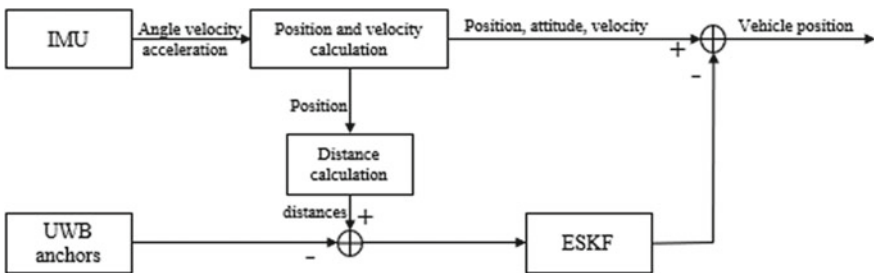 IMU
Angle velocity
acceleration
Position and velocity
calculation
Position, attitude, velocity
+
-
Vehicle position
Position
Distance
calculation
distances
+
-
UWB
anchors
ESKF